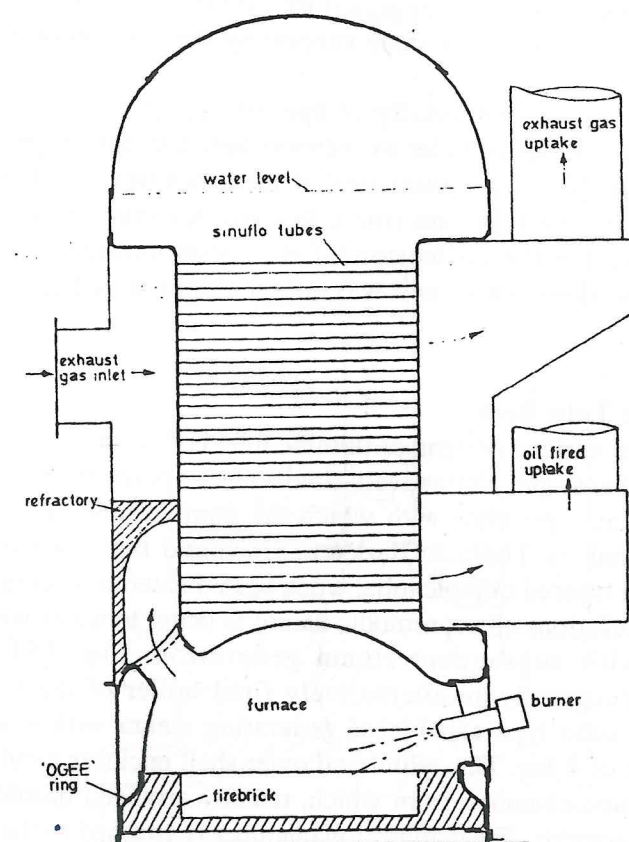 exhaust gas
uptake
water level
sinuflo tubes
exhaust
gas inlet
oil fired
uptake
refractory
furnace
burner
'OGEE'
ring
firebrick